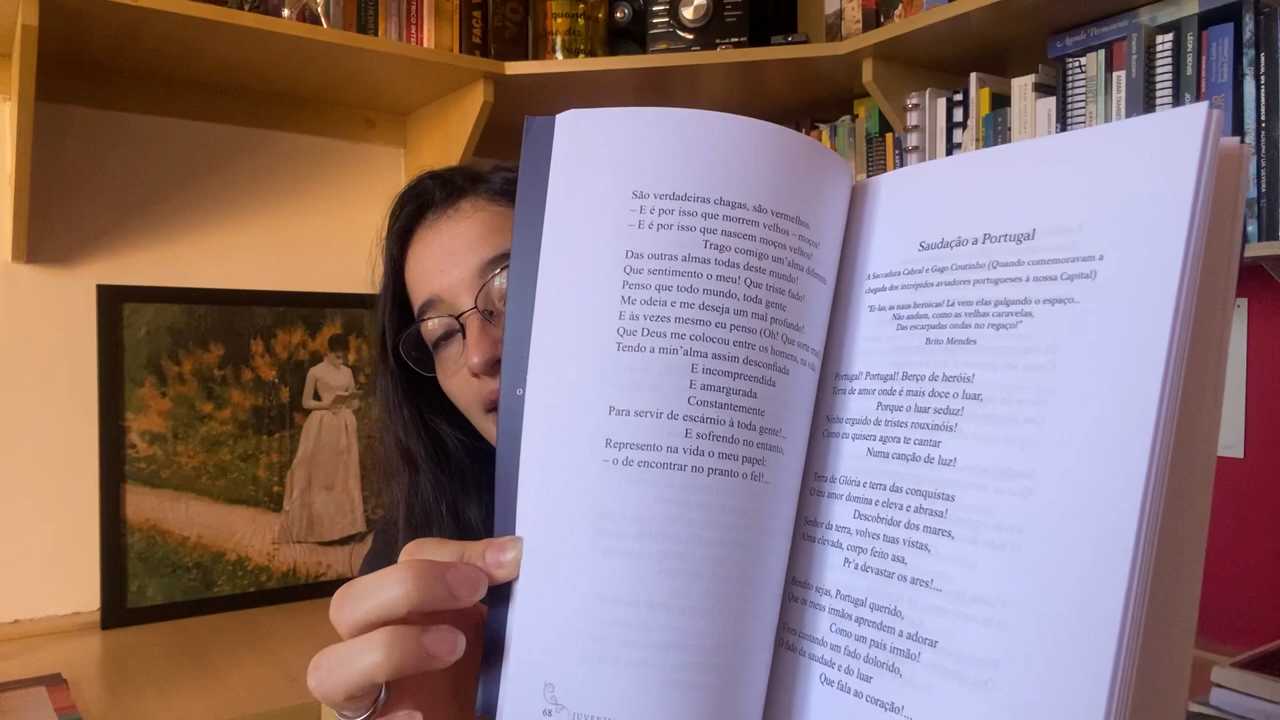 FAÇA
LÉON DENIS
São verdadeiras chagas, são vermelhos
– E é por isso que morrem velhos – moços!
– E é por isso que nascem moços velhos!
Trago comigo um'alma diferente
Das outras almas todas deste mundo!
Que sentimento o meu! Que triste fado!
Penso que todo mundo, toda gente
Me odeia e me deseja um mal profundo!
E às vezes mesmo eu penso (Oh! Que sorte
Que Deus me colocou entre os homens, na vida
Tendo a min'alma assim desconfiada
E incompreendida
E amargurada
Constantemente
Para servir de escárnio à toda gente!...
E sofrendo no entanto,
Represento na vida o meu papel:
– o de encontrar no pranto o fel!...
68
Saudação a Portugal
A Saccadura Cabral e Gago Coutinho (Quando comemoravam a
chegada dos intrépidos aviadores portugueses à nossa Capital)
"Ei-las, as naus heroicas! Lá vem elas galgando o espaço...
Não andam, como as velhas caravelas,
Das escarpadas ondas no regaço!"
Brito Mendes
Portugal! Portugal! Berço de heróis!
Terra de amor onde é mais doce o luar,
Porque o luar seduz!
Ninho erguido de tristes rouxinóis!
Como eu quisera agora te cantar
Numa canção de luz!
Terra de Glória e terra das conquistas
O teu amor domina e eleva e abrasa!
Descobridor dos mares,
Senhor da terra, volves tuas vistas,
Alma elevada, corpo feito asa,
Pr'a devastar os ares!...
Bendito sejas, Portugal querido,
Que os meus irmãos aprendem a adorar
Como um país irmão!
Vives cantando um fado dolorido,
O fado da saudade e do luar
Que fala ao coração!...